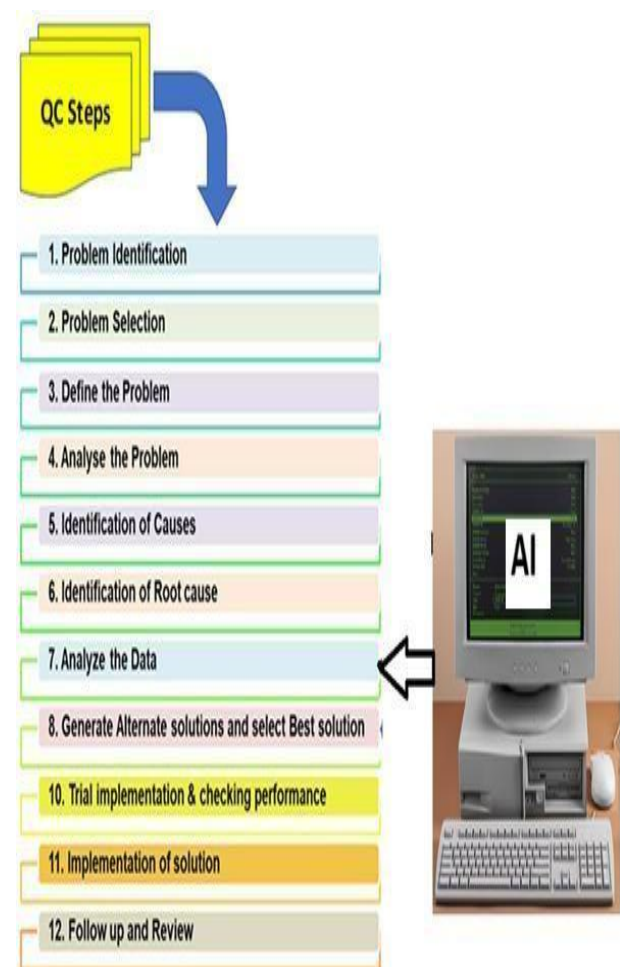 QC Steps
1. Problem Identification
2. Problem Selection
3. Define the Problem
4. Analyse the Problem
5. Identification of Causes
6. Identification of Root cause
7. Analyze the Data
8. Generate Alternate solutions and select Best solution
10. Trial implementation & checking performance
11. Implementation of solution
12. Follow up and Review
AI